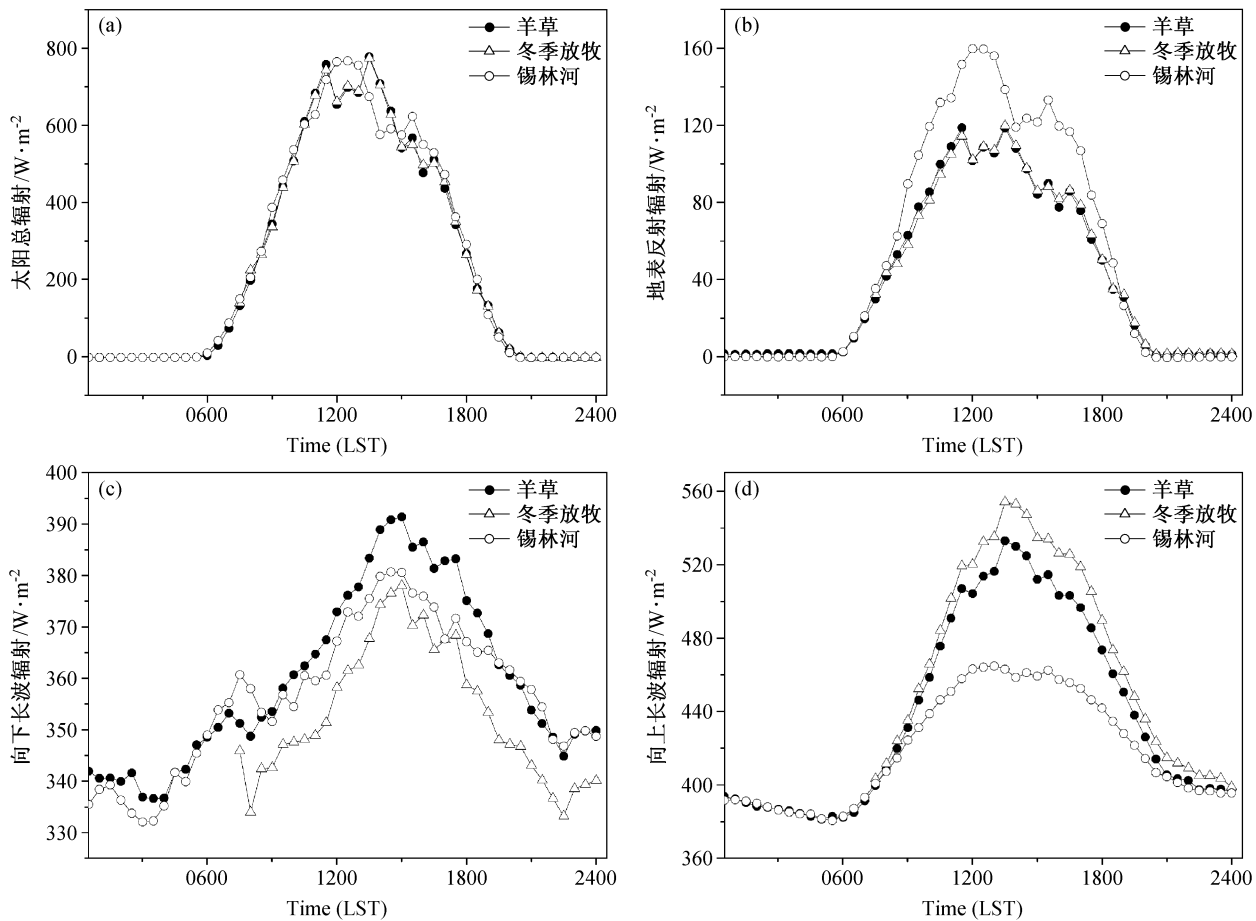 (a)
羊草
冬季放牧
锡林河
太阳总辐射/W·m-2
800
600
400
200
0
0600
1200
1800
2400
Time (LST)
(b)
羊草
冬季放牧
锡林河
地表反射辐射/W·m-2
160
120
80
40
0
0600
1200
1800
2400
Time (LST)
(c)
羊草
冬季放牧
锡林河
向下长波辐射/W·m-2
400
390
380
370
360
350
340
330
0600
1200
1800
2400
Time (LST)
(d)
羊草
冬季放牧
锡林河
向上长波辐射/W·m-2
560
520
480
440
400
360
0600
1200
1800
2400
Time (LST)